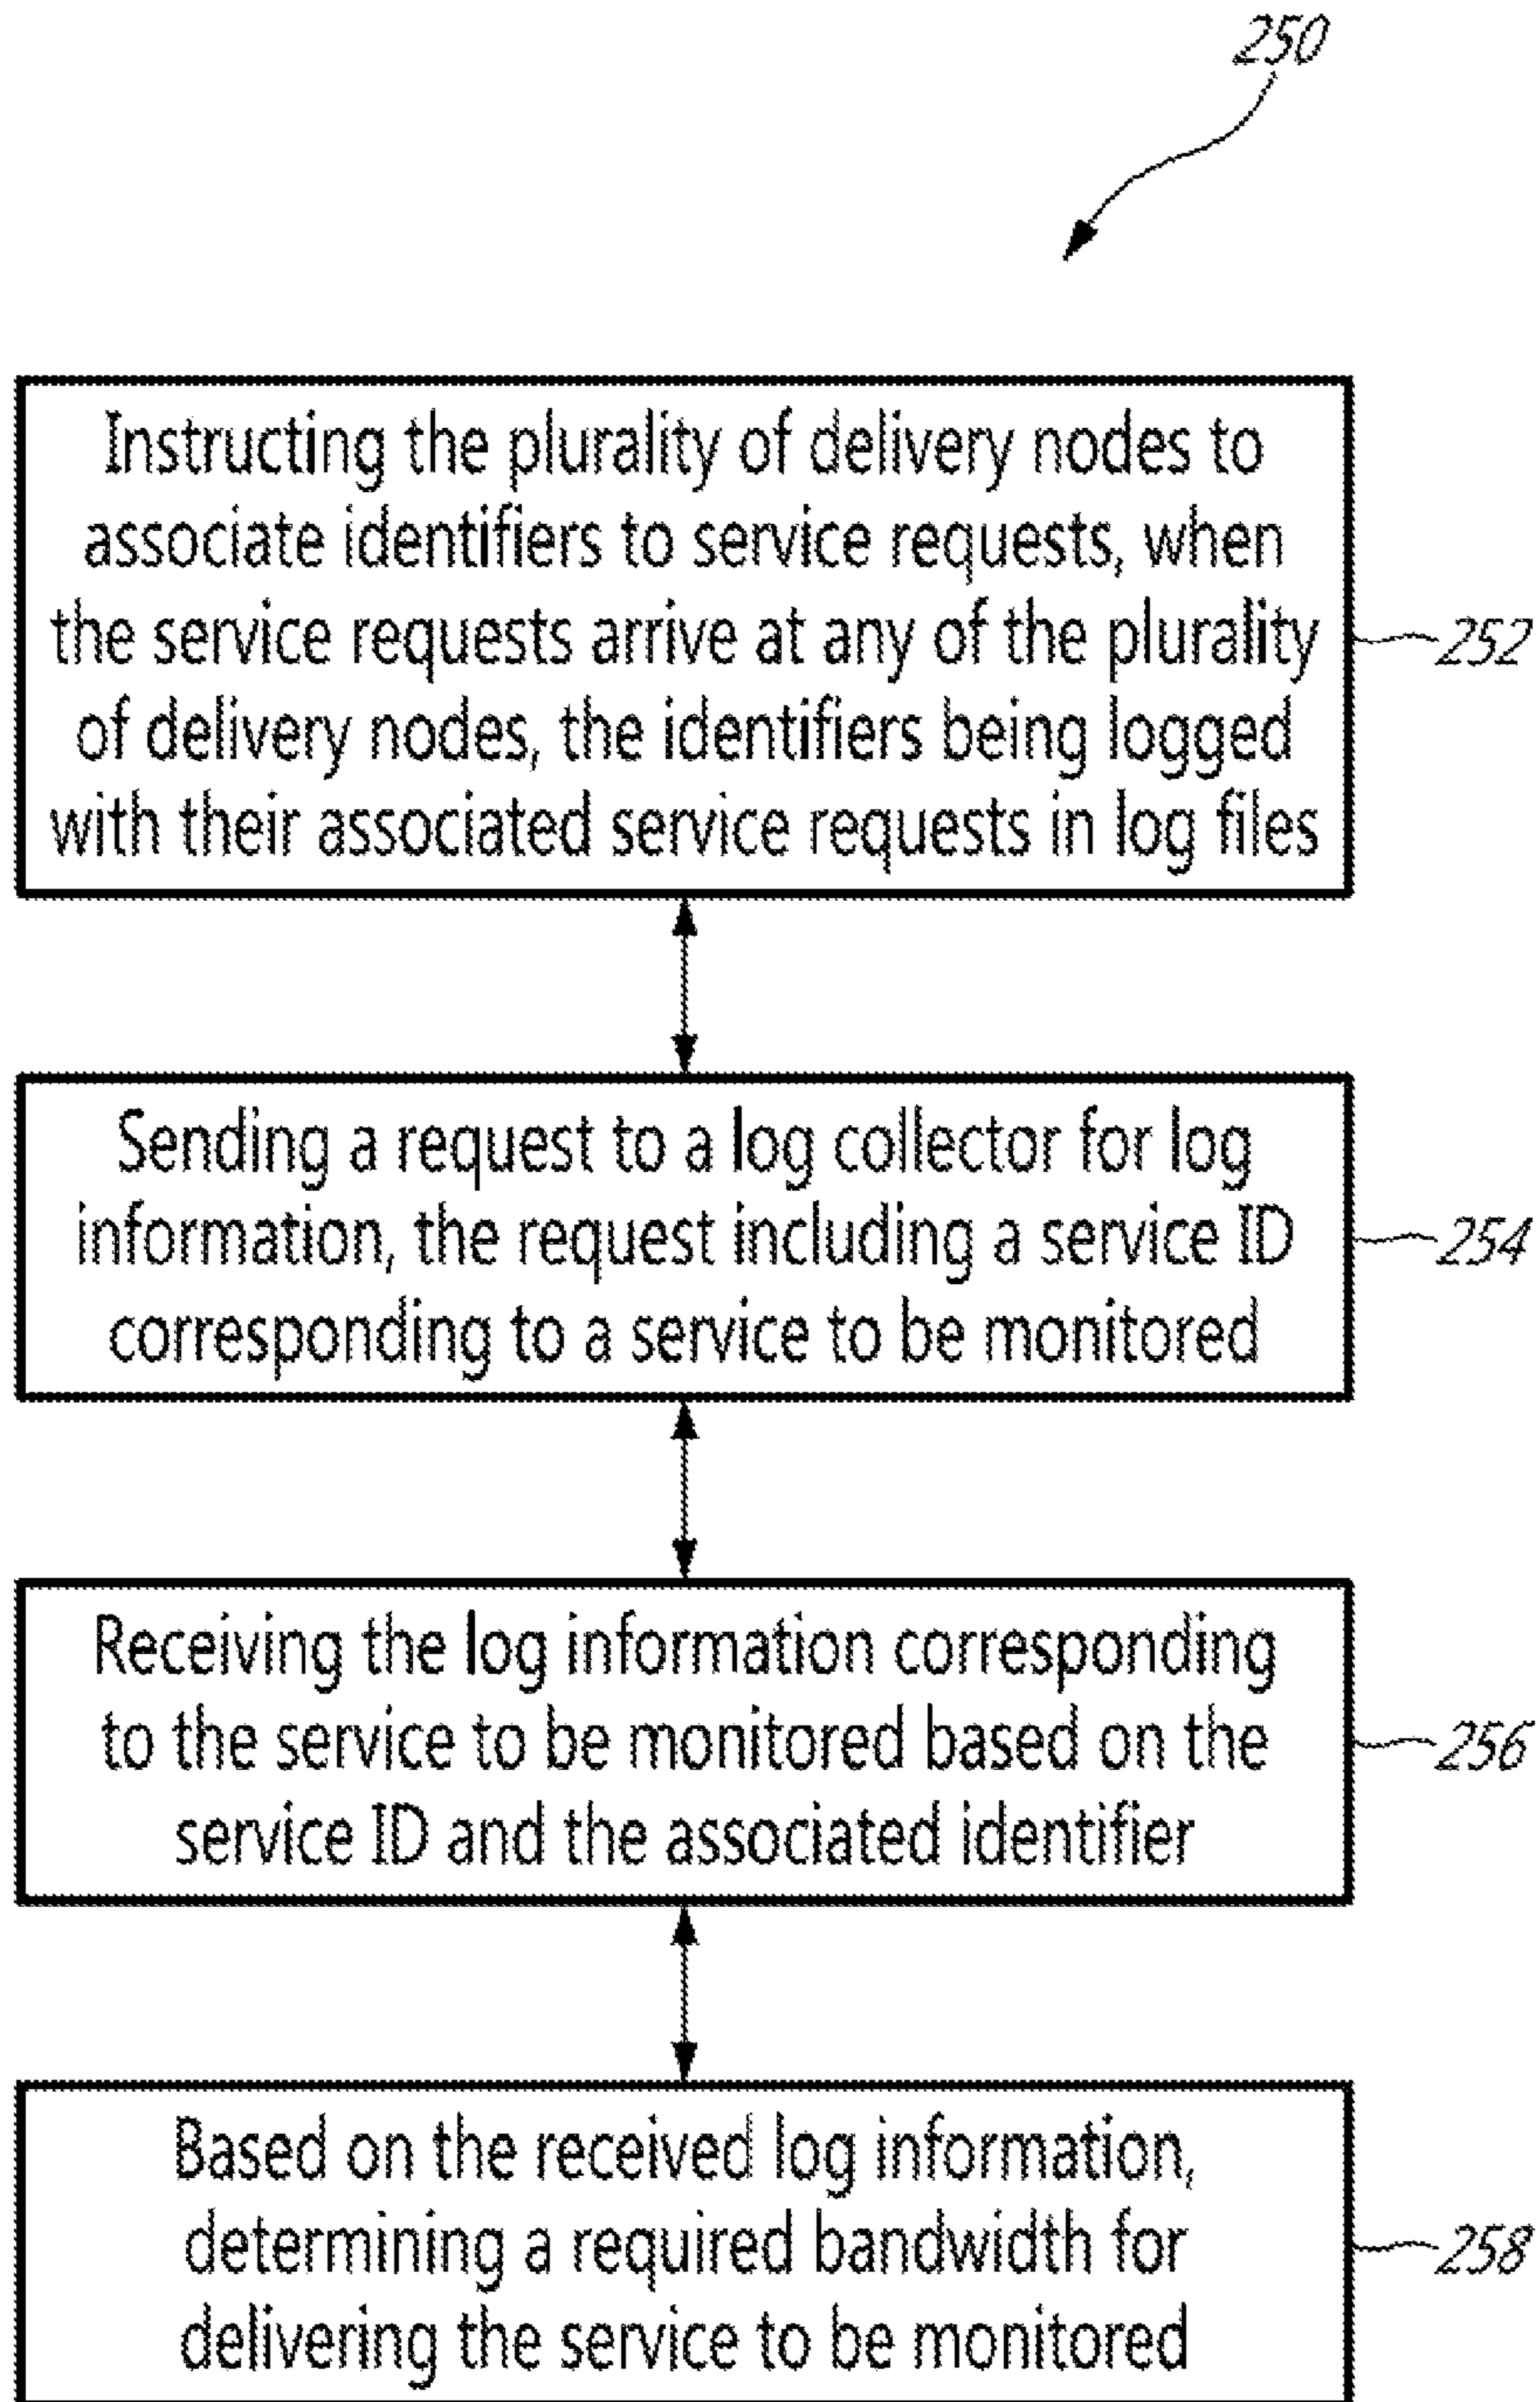 250
Instructing the plurality of delivery nodes to
associate identifiers to service requests, when
the service requests arrive at any of the plurality
of delivery nodes, the identifiers being logged
with their associated service requests in log files
252
Sending a request to a log collector for log
information, the request including a service ID
corresponding to a service to be monitored
254
Receiving the log information corresponding
to the service to be monitored based on the
service ID and the associated identifier
256
Based on the received log information,
determining a required bandwidth for
delivering the service to be monitored
258